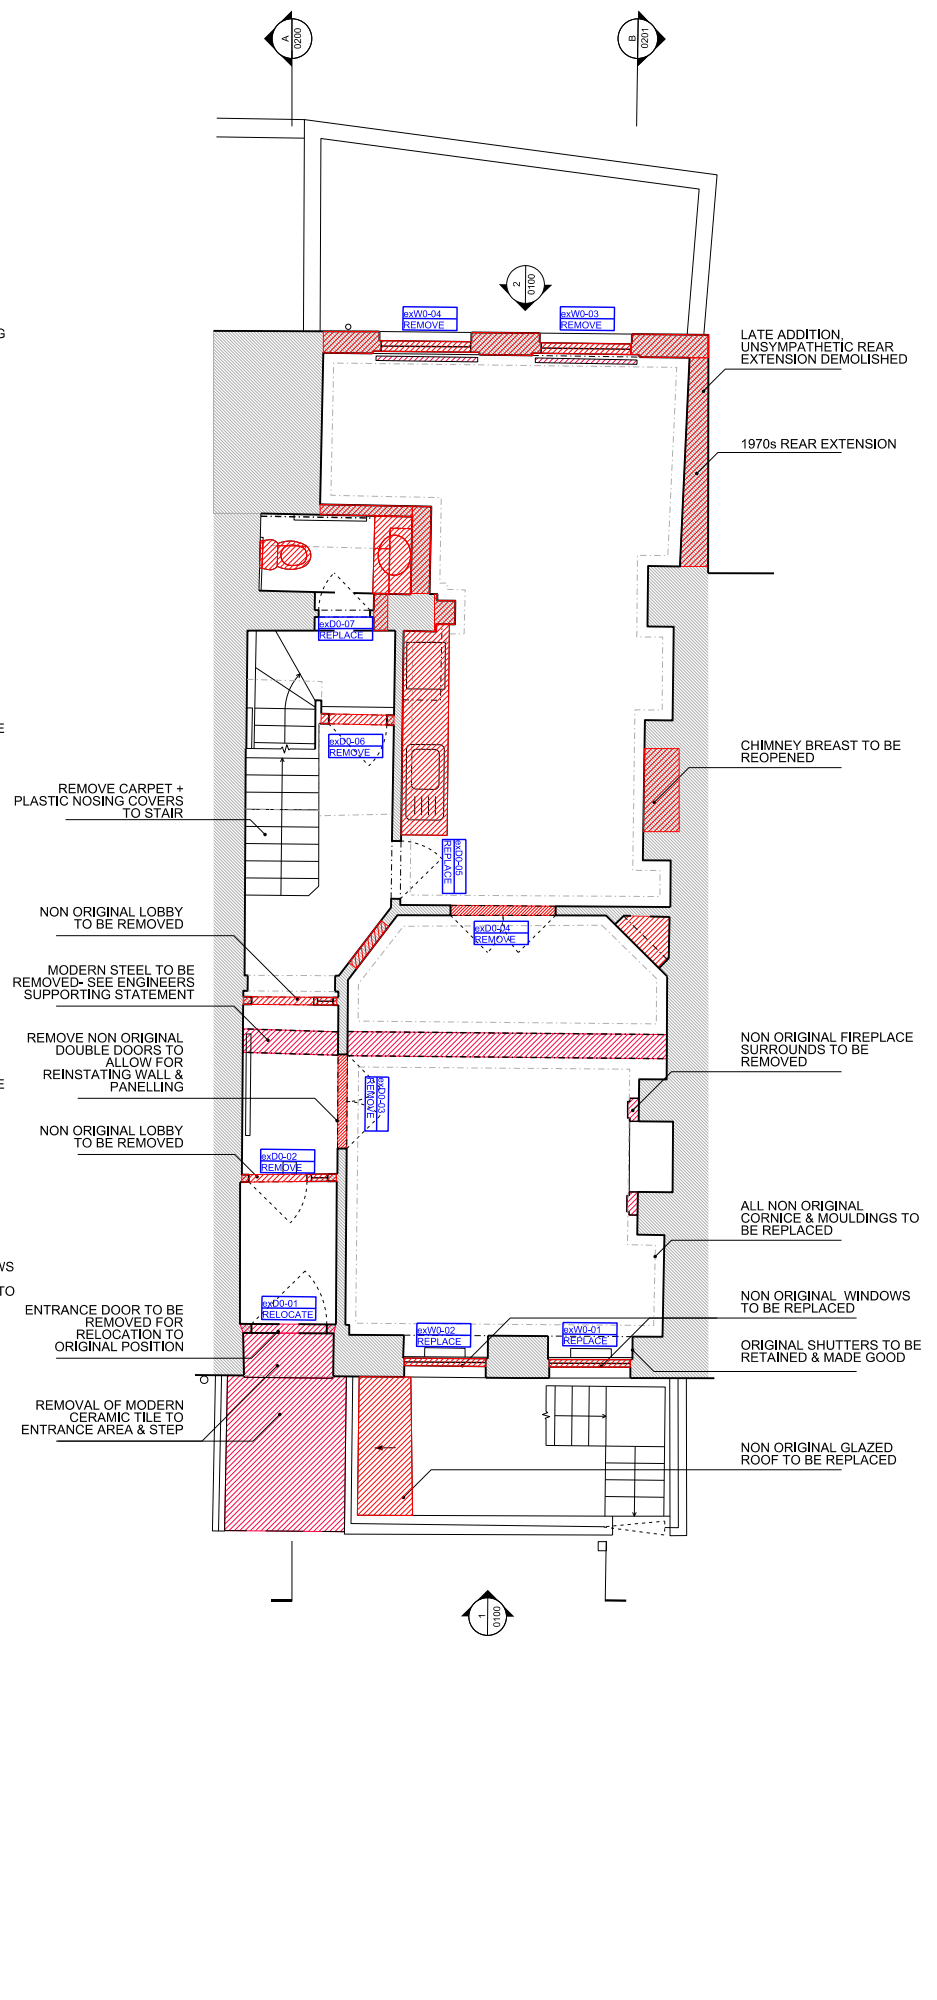 A
0200
B
0201
2
0100
exW0-04
REMOVE
exW0-03
REMOVE
G
LATE ADDITION,
UNSYMPATHETIC REAR
EXTENSION DEMOLISHED
1970s REAR EXTENSION
exD0-07
REPLACE
E
exD0-06
REMOVE
CHIMNEY BREAST TO BE
REOPENED
REMOVE CARPET +
PLASTIC NOSING COVERS
TO STAIR
exD0-05
REPLACE
NON ORIGINAL LOBBY
TO BE REMOVED
exD0-04
REMOVE
MODERN STEEL TO BE
REMOVED- SEE ENGINEERS
SUPPORTING STATEMENT
REMOVE NON ORIGINAL
DOUBLE DOORS TO
ALLOW FOR
REINSTATING WALL &
PANELLING
E
NON ORIGINAL FIREPLACE
SURROUNDS TO BE
REMOVED
exD0-03
REMOVE
NON ORIGINAL LOBBY
TO BE REMOVED
exD0-02
REMOVE
ALL NON ORIGINAL
CORNICE & MOULDINGS TO
BE REPLACED
WS
TO
NON ORIGINAL WINDOWS
TO BE REPLACED
exD0-01
RELOCATE
ENTRANCE DOOR TO BE
REMOVED FOR
RELOCATION TO
ORIGINAL POSITION
exW0-02
REPLACE
exW0-01
REPLACE
ORIGINAL SHUTTERS TO BE
RETAINED & MADE GOOD
REMOVAL OF MODERN
CERAMIC TILE TO
ENTRANCE AREA & STEP
NON ORIGINAL GLAZED
ROOF TO BE REPLACED
1
0100